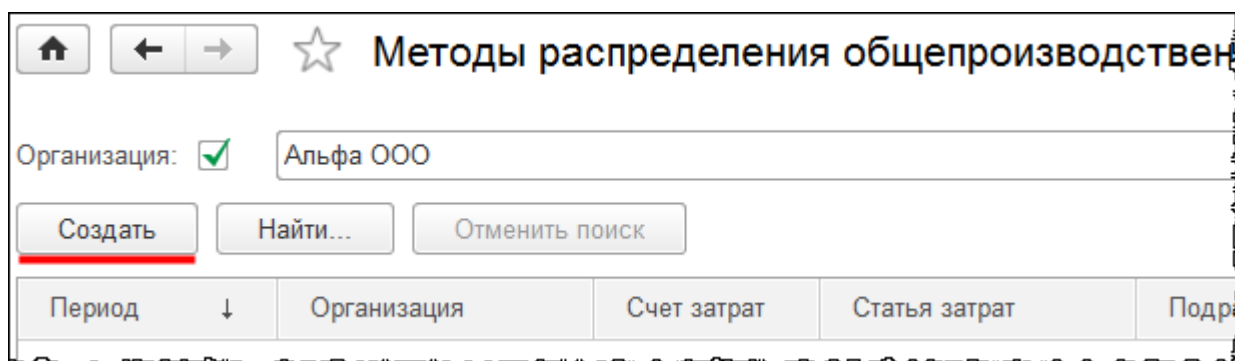 Методы распределения общепроизводствен
Организация: Альфа ООО
Создать Найти... Отменить поиск
Период ↓ Организация Счет затрат Статья затрат Подр